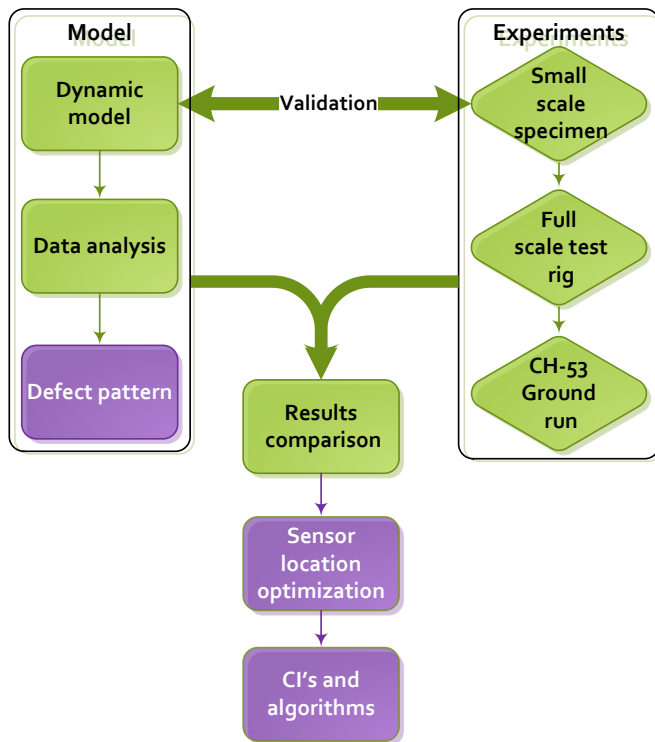 Model
Dynamic
model
Data analysis
Defect pattern
Validation
Experiments
Small
scale
specimen
Full
scale test
rig
CH-53
Ground
run
Results
comparison
Sensor
location
optimization
CI's and
algorithms